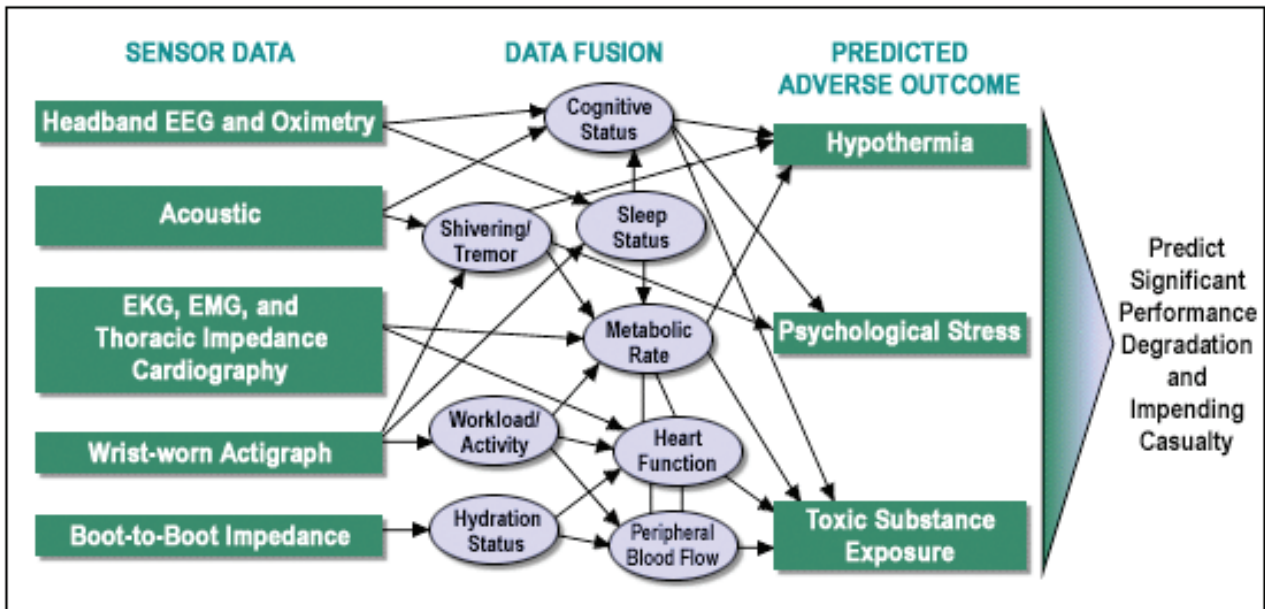 SENSOR DATA
DATA FUSION
PREDICTED
ADVERSE OUTCOME
Headband EEG and Oximetry
Acoustic
EKG, EMG, and
Thoracic Impedance
Cardiography
Wrist-worn Actigraph
Boot-to-Boot Impedance
Cognitive
Status
Shivering/
Tremor
Sleep
Status
Metabolic
Rate
Workload/
Activity
Heart
Function
Hydration
Status
Peripheral
Blood Flow
Hypothermia
Psychological Stress
Toxic Substance
Exposure
Predict
Significant
Performance
Degradation
and
Impending
Casualty